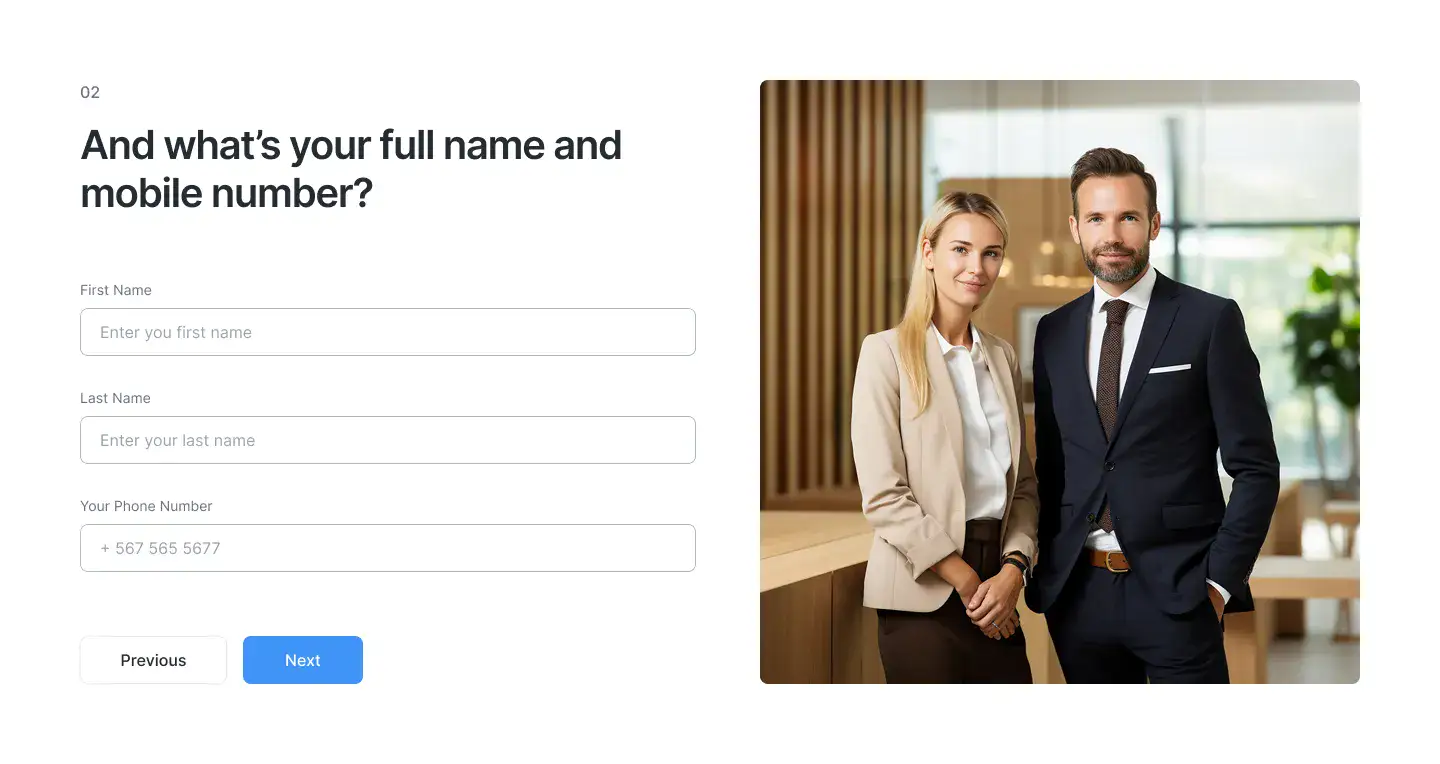 02
And what’s your full name and
mobile number?
First Name
Enter you first name
Last Name
Enter your last name
Your Phone Number
+ 567 565 5677
Previous
Next